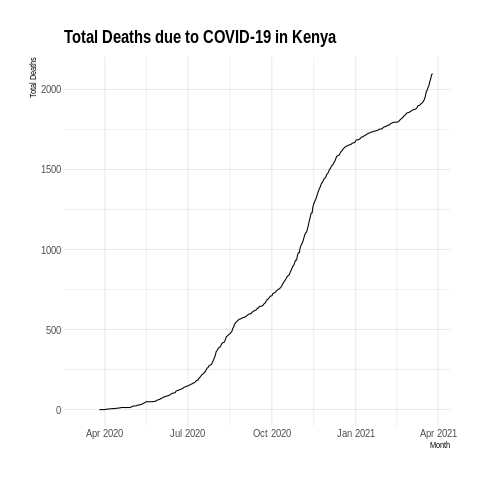 Total Deaths due to COVID-19 in Kenya
Total Deaths
2000
1500
1000
500
0
Apr 2020 Jul 2020 Oct 2020 Jan 2021 Apr 2021
Month